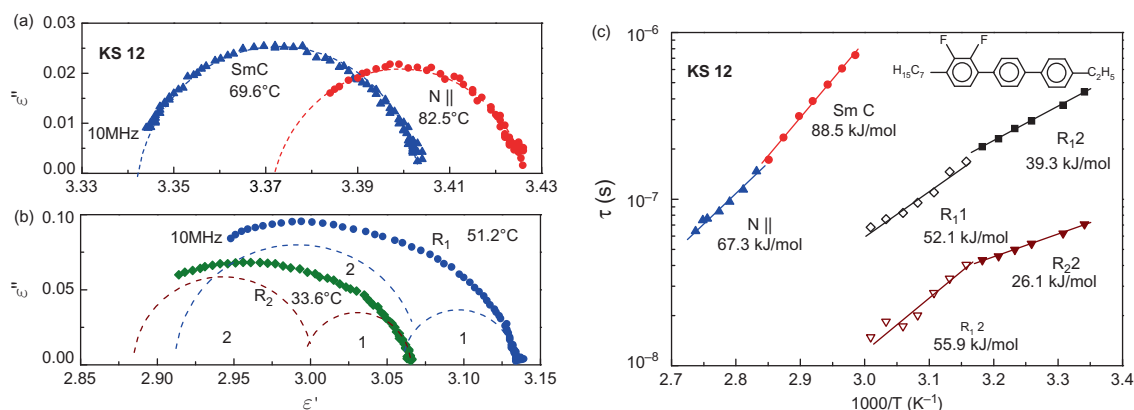 (a)
0.03
0.02
0.01
0.00
ε"
KS 12
SmC
69.6°C
N ||
82.5°C
10MHz
3.33 3.35 3.37 3.39 3.41 3.43
(b)
0.10
0.05
0.00
ε"
10MHz
R₁
51.2°C
2
R₂ 33.6°C
2
1
1
2.85 2.90 2.95 3.00 3.05 3.10 3.15
ε'
(c)
10⁻⁶
10⁻⁷
10⁻⁸
τ (s)
KS 12
F F
H₁₅C₇
C₂H₅
Sm C
88.5 kJ/mol
R₁2
39.3 kJ/mol
N ||
67.3 kJ/mol
R₁1
52.1 kJ/mol
R₂2
26.1 kJ/mol
R₁ 2
55.9 kJ/mol
2.7 2.8 2.9 3.0 3.1 3.2 3.3 3.4
1000/T (K⁻¹)